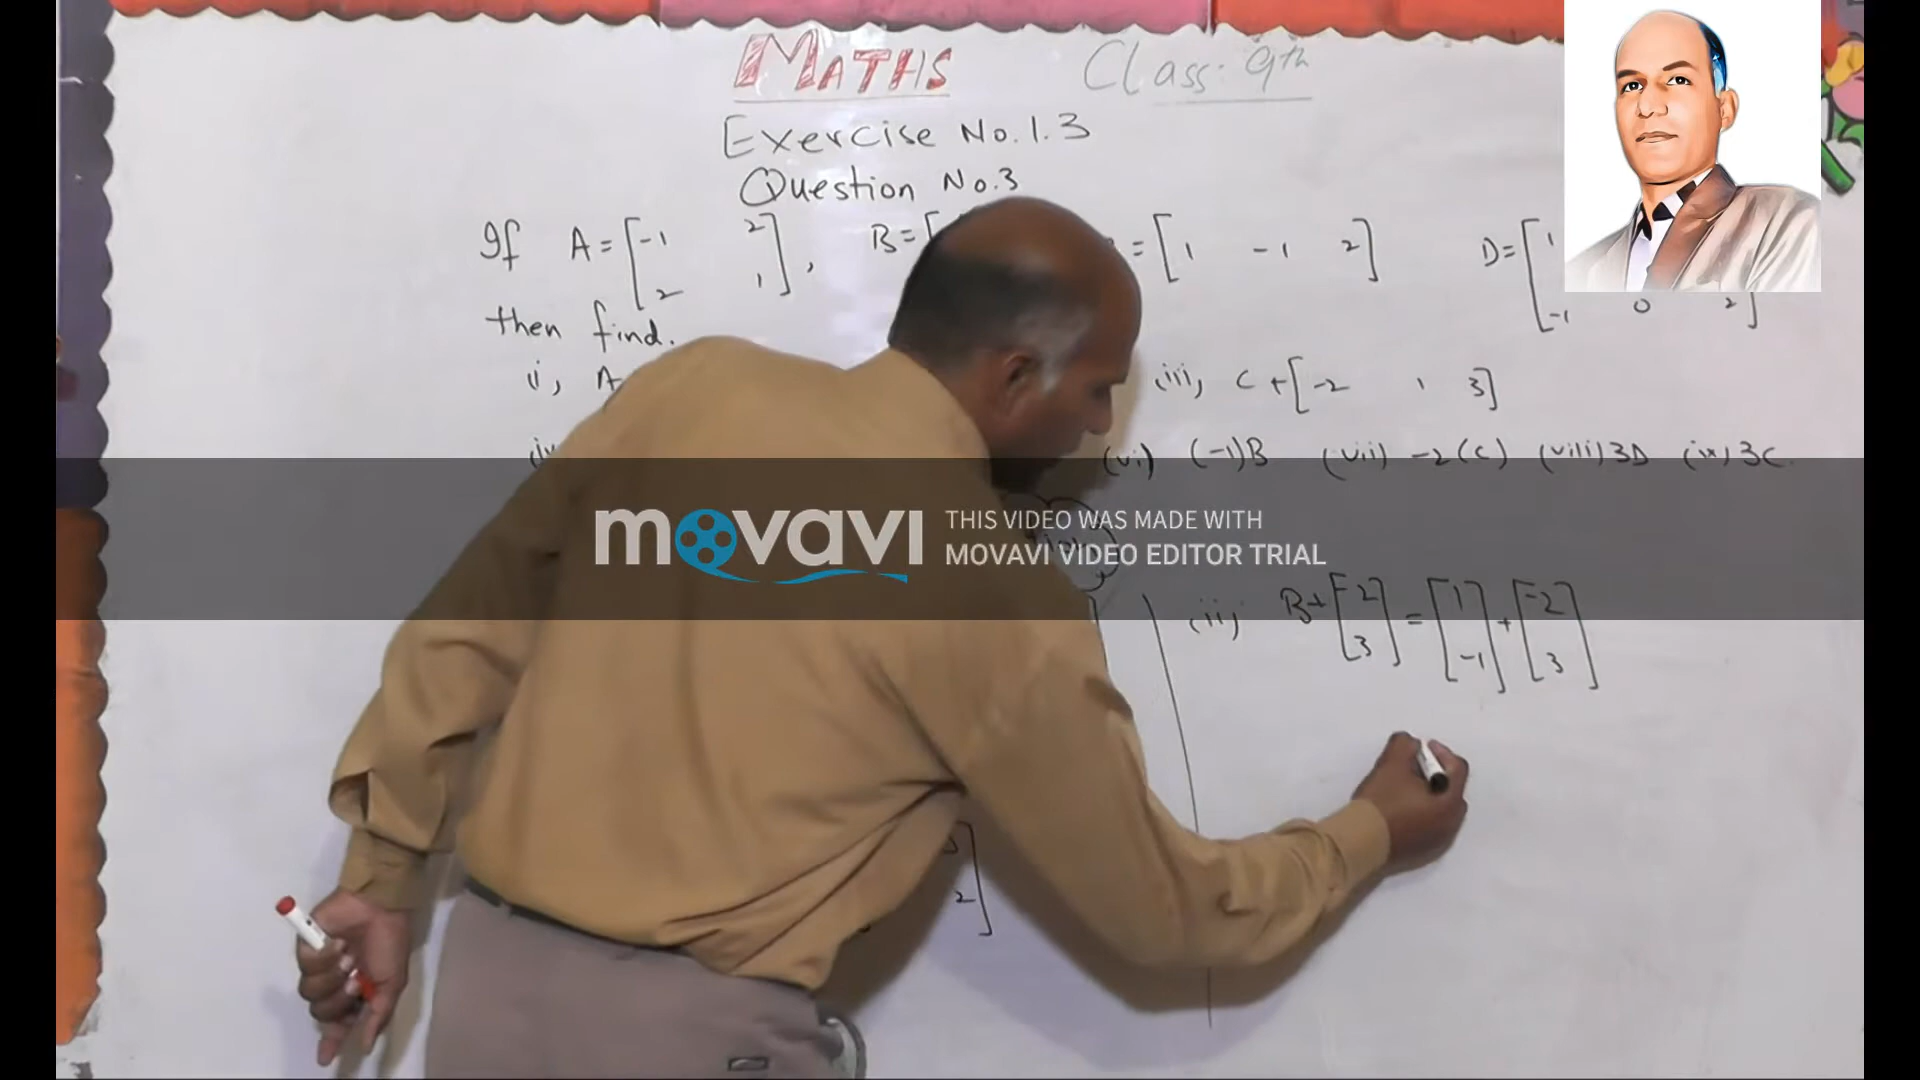 MATHS Class: 9th
Exercise No. 1.3
Question No.3
If A = [-1 2 , B = [ = [1 -1 2] D = [1
2 1] -1 0 2]
then find.
(i), A (iii), C + [-2 1 3]
(iv (vi) (-1)B (vii) -2(C) (viii) 3D (ix) 3C.
movavi THIS VIDEO WAS MADE WITH
MOVAVI VIDEO EDITOR TRIAL
(ii) B + [-2 = [1 + [-2
3] -1] 3]
2]